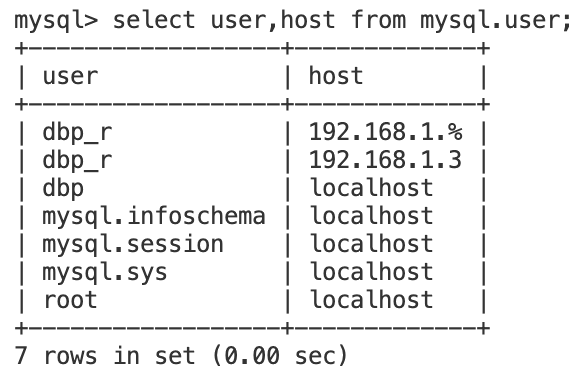 mysql> select user,host from mysql.user;
+------------------+-------------+
| user             | host        |
+------------------+-------------+
| dbp_r            | 192.168.1.% |
| dbp_r            | 192.168.1.3 |
| dbp              | localhost   |
| mysql.infoschema | localhost   |
| mysql.session    | localhost   |
| mysql.sys        | localhost   |
| root             | localhost   |
+------------------+-------------+
7 rows in set (0.00 sec)